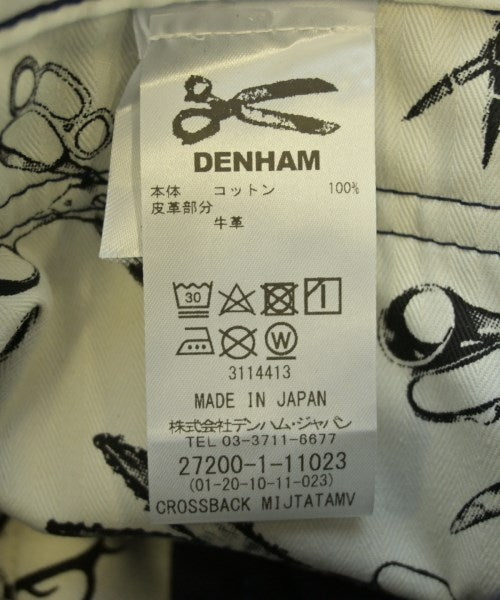 DENHAM
本体 コットン 100%
皮革部分
牛革
30
3114413
MADE IN JAPAN
株式会社デンハム・ジャパン
TEL 03-3711-6677
27200-1-11023
(01-20-10-11-023)
CROSSBACK MIJTATAMV